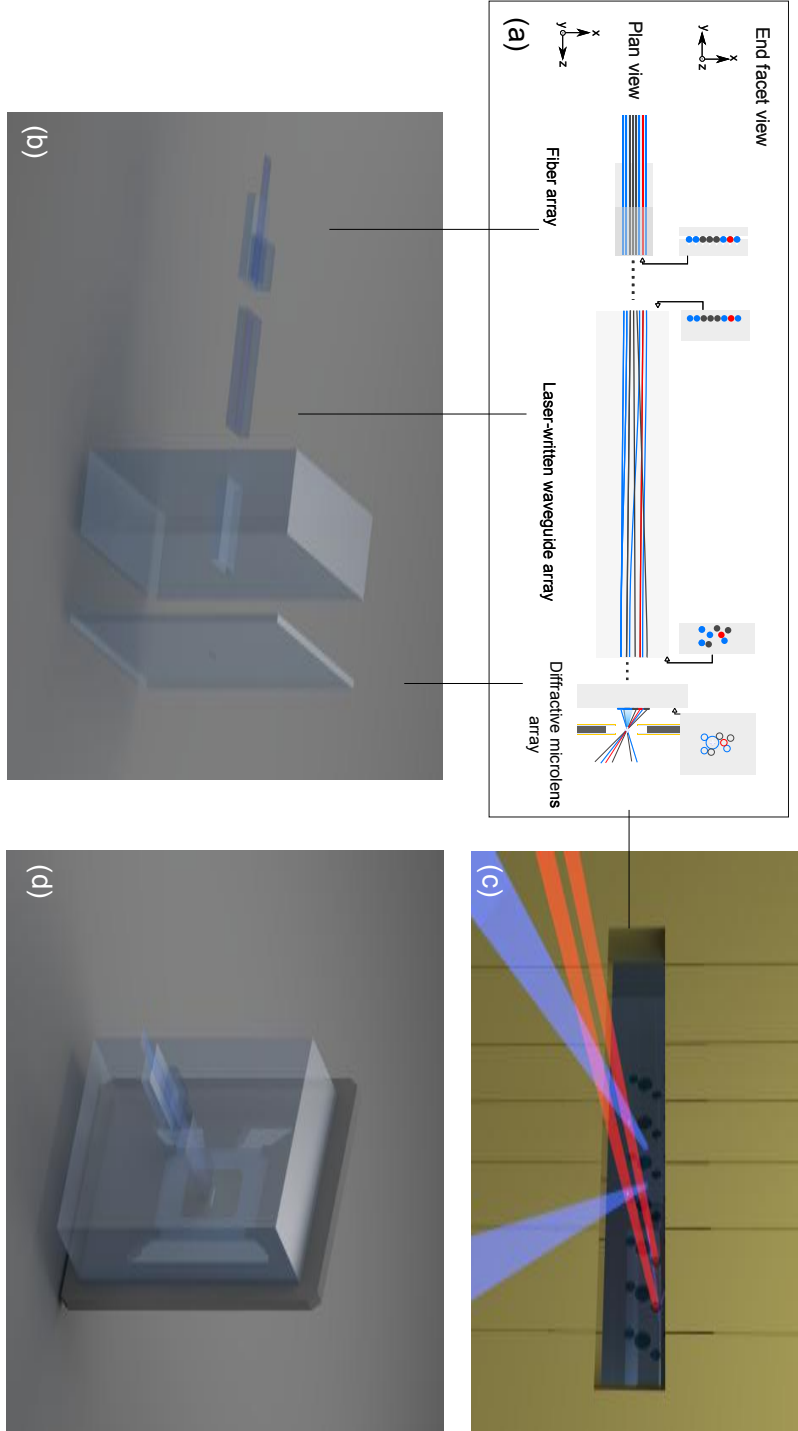 End facet view
x
y
z
Plan view
x
y
z
(a)
Fiber array
Laser-written waveguide array
Diffractive microlens
array
(b)
(c)
(d)